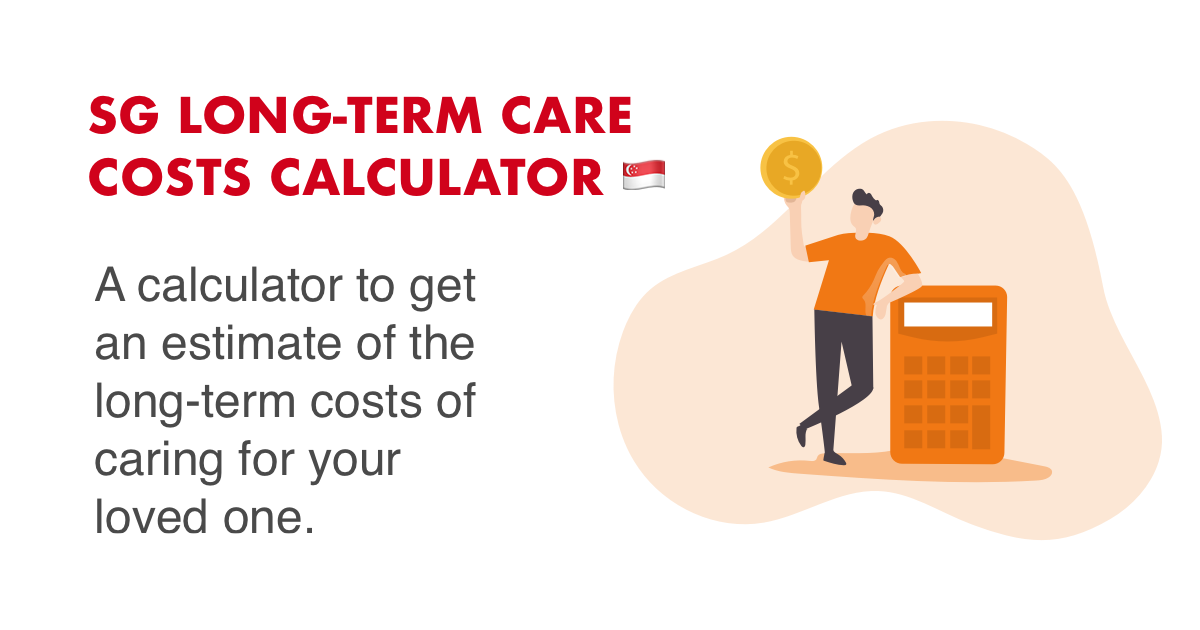 SG LONG-TERM CARE
COSTS CALCULATOR 🇸🇬
A calculator to get
an estimate of the
long-term costs of
caring for your
loved one.
$